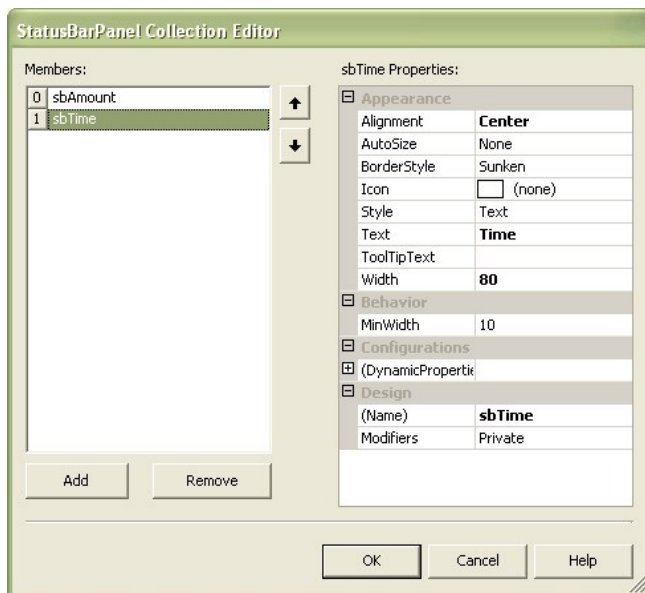 StatusBarPanel Collection Editor
Members:
sbTime Properties:
0 sbAmount
1 sbTime
Appearance
Alignment Center
AutoSize None
BorderStyle Sunken
Icon (none)
Style Text
Text Time
ToolTipText
Width 80
Behavior
MinWidth 10
Configurations
(DynamicPropertie
Design
(Name) sbTime
Modifiers Private
Add Remove
OK Cancel Help